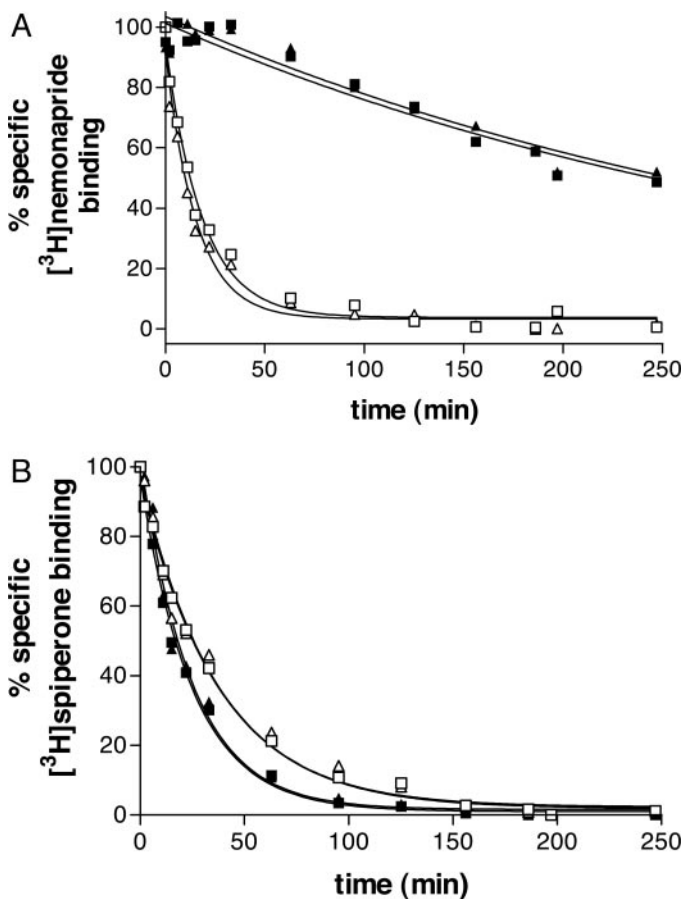 A
100
80
60
40
20
0
% specific
[³H]nemonapride
binding
0 50 100 150 200 250
time (min)
B
100
80
60
40
20
0
% specific
[³H]spiperone binding
0 50 100 150 200 250
time (min)